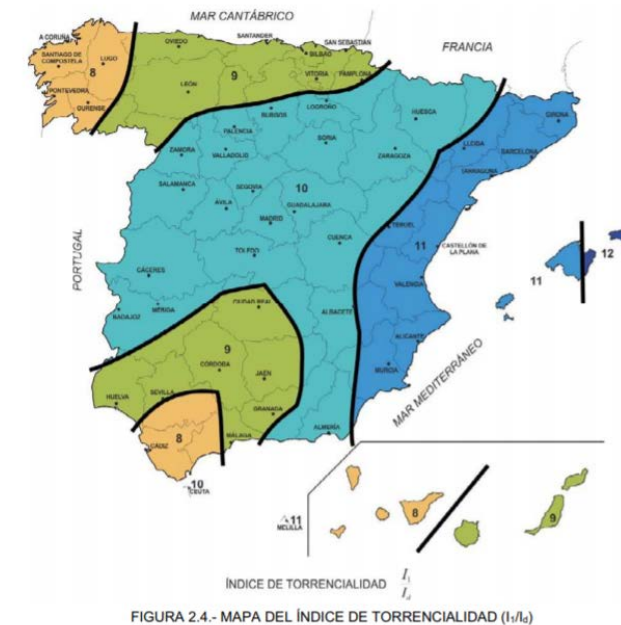 MAR CANTÁBRICO
A CORUÑA
SANTIAGO DE
COMPOSTELA
LUGO
8
PONTEVEDRA
OURENSE
OVIEDO
SANTANDER
BILBAO
SAN SEBASTIÁN
FRANCIA
LEÓN
9
VITORIA
PAMPLONA
BURGOS
LOGROÑO
HUESCA
GIRONA
PALENCIA
SORIA
LLEIDA
BARCELONA
ZAMORA
VALLADOLID
ZARAGOZA
TARRAGONA
SALAMANCA
SEGOVIA
10
ÁVILA
GUADALAJARA
MADRID
TERUEL
CUENCA
11
CASTELLÓN DE
LA PLANA
12
11
PORTUGAL
TOLEDO
CÁCERES
VALENCIA
BADAJOZ
MÉRIDA
CIUDAD REAL
ALBACETE
ALICANTE
MURCIA
MAR MEDITERRÁNEO
9
CÓRDOBA
JAÉN
HUELVA
SEVILLA
GRANADA
8
CÁDIZ
MÁLAGA
ALMERÍA
10
CEUTA
11
MELILLA
8
9
ÍNDICE DE TORRENCIALIDAD I₁/I_d
FIGURA 2.4.- MAPA DEL ÍNDICE DE TORRENCIALIDAD (I₁/I_d)